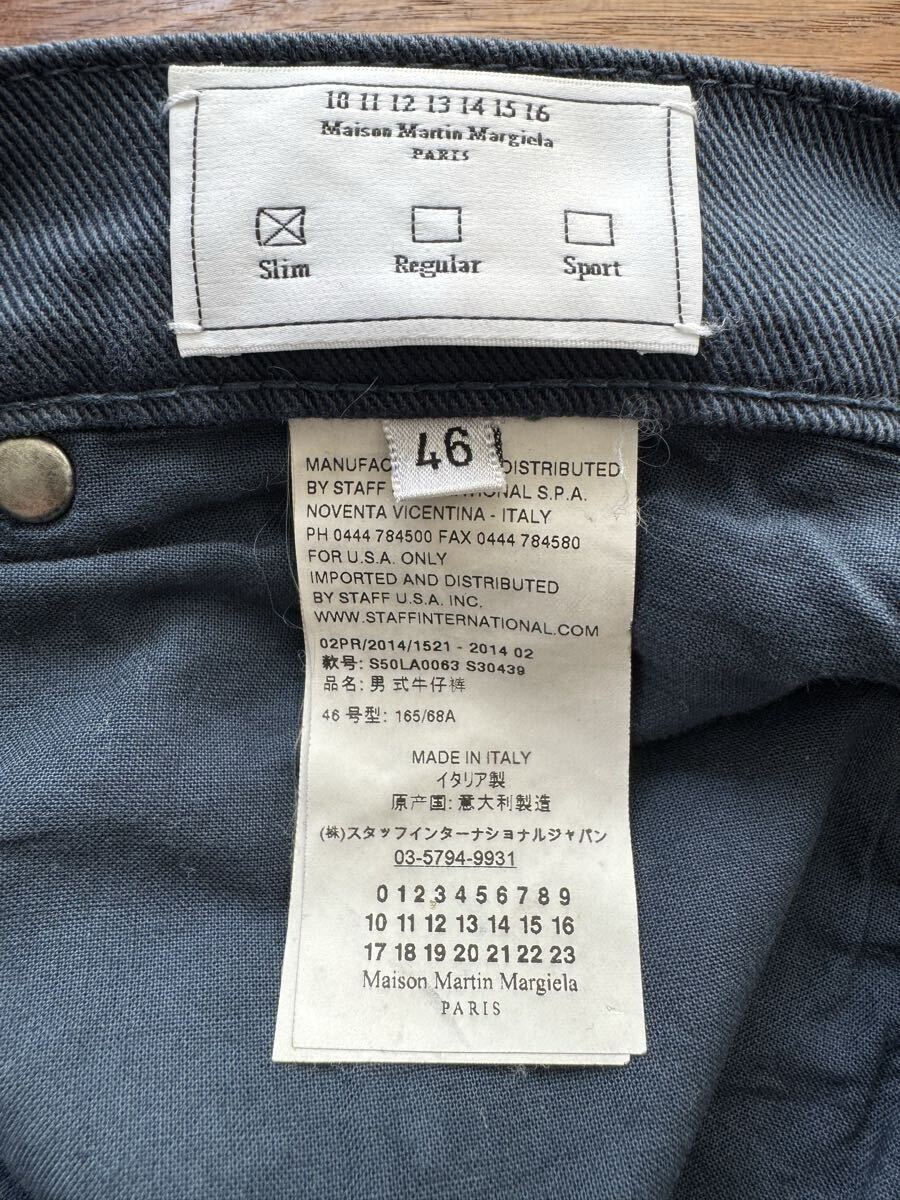 10 11 12 13 14 15 16
Maison Martin Margiela
PARIS
Slim Regular Sport
46
DISTRIBUTED
BY STAFF S.P.A.
NOVENTA VICENTINA - ITALY
PH 0444 784500 FAX 0444 784580
FOR U.S.A. ONLY
IMPORTED AND DISTRIBUTED
BY STAFF U.S.A. INC.
WWW.STAFFINTERNATIONAL.COM
02PR/2014/1521 - 2014 02
款号: S50LA0063 S30439
品名: 男式牛仔裤
46 号型: 165/68A
MADE IN ITALY
イタリア製
原产国: 意大利製造
(株)スタッフインターナショナルジャパン
03-5794-9931
0 1 2 3 4 5 6 7 8 9
10 11 12 13 14 15 16
17 18 19 20 21 22 23
Maison Martin Margiela
PARIS